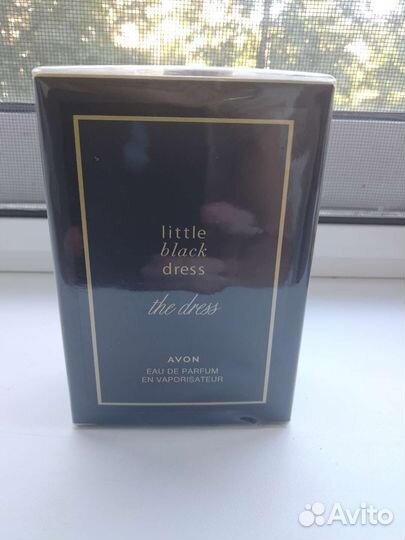 little
black
dress
the dress
AVON
EAU DE PARFUM
EN VAPORISATEUR
Avito